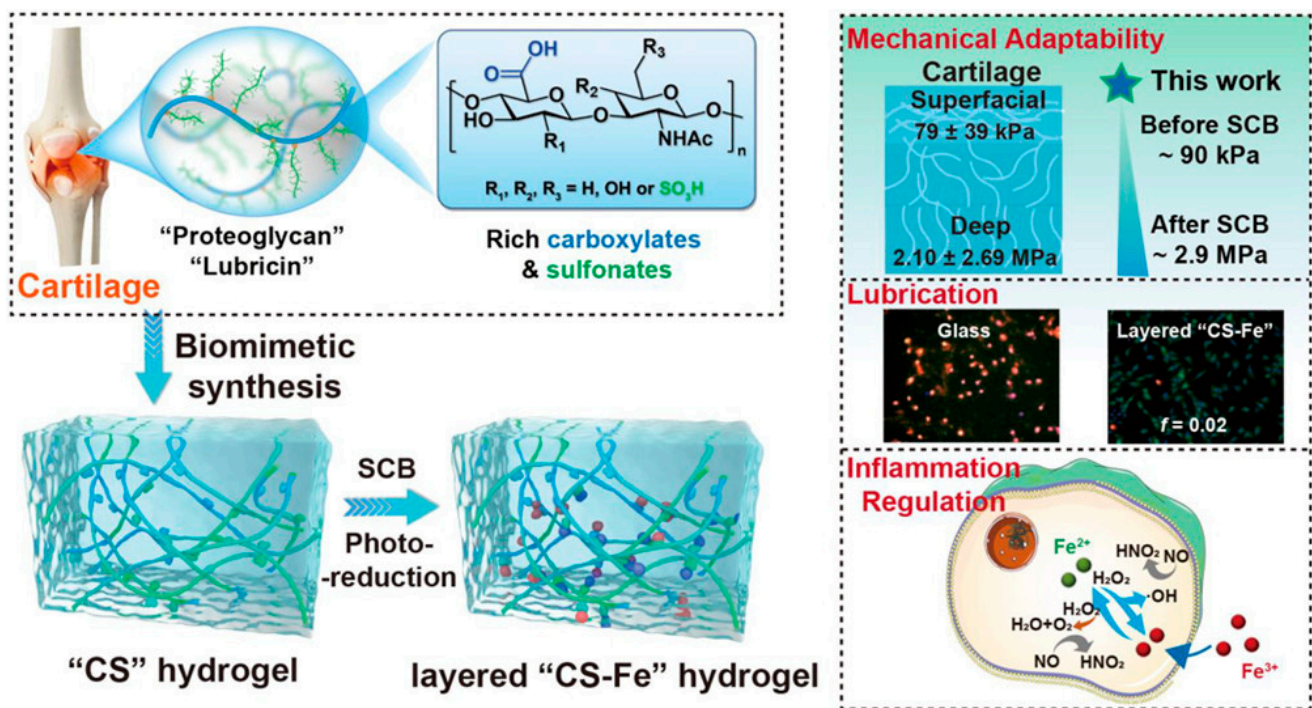 O
OH
O
HO
R₁
O
R₂
R₃
O
NHAc
O
n
R₁, R₂, R₃ = H, OH or SO₃H
“Proteoglycan”
“Lubricin”
Rich carboxylates
& sulfonates
Cartilage
Biomimetic
synthesis
SCB
Photo-
-reduction
“CS” hydrogel
layered “CS-Fe” hydrogel
Mechanical Adaptability
Cartilage
Superfacial
79 ± 39 kPa
Deep
2.10 ± 2.69 MPa
This work
Before SCB
~ 90 kPa
After SCB
~ 2.9 MPa
Lubrication
Glass
Layered “CS-Fe”
f = 0.02
Inflammation
Regulation
Fe²⁺
HNO₂ NO
H₂O₂
·OH
H₂O₂
H₂O+O₂
NO
HNO₂
Fe³⁺